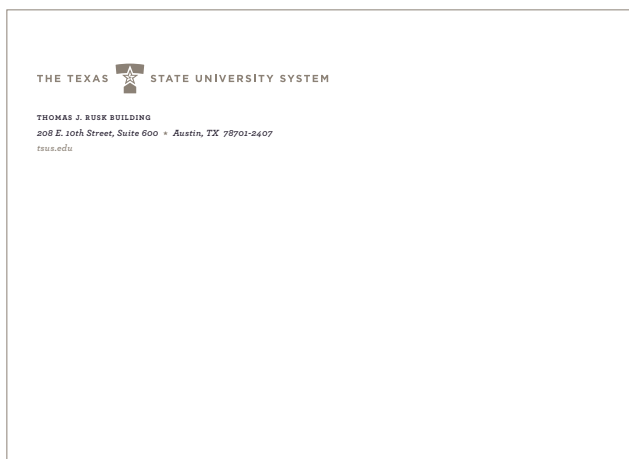 THE TEXAS STATE UNIVERSITY SYSTEM
THOMAS J. RUSK BUILDING
208 E. 10th Street, Suite 600 ★ Austin, TX 78701-2407
tsus.edu